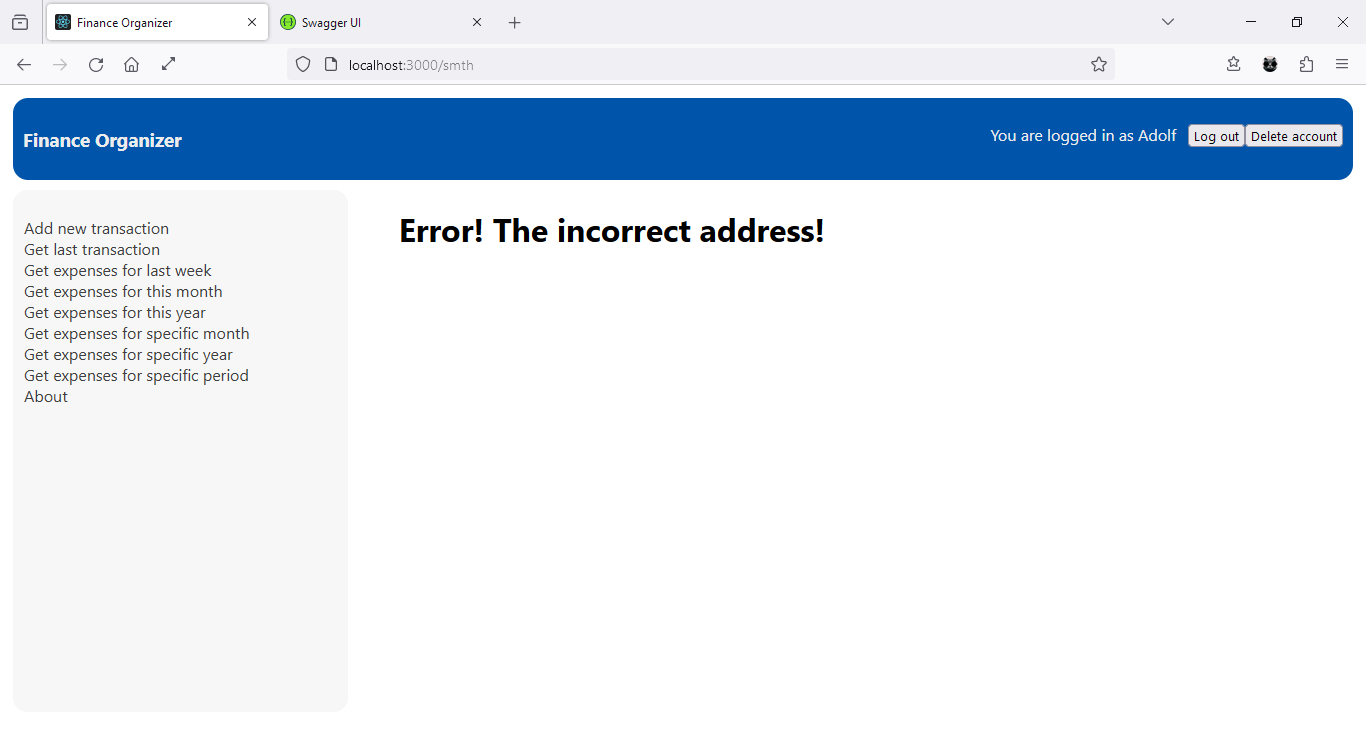 Finance Organizer
Swagger UI
localhost:3000/smth
Finance Organizer
You are logged in as Adolf
Log out
Delete account
Add new transaction
Get last transaction
Get expenses for last week
Get expenses for this month
Get expenses for this year
Get expenses for specific month
Get expenses for specific year
Get expenses for specific period
About
Error! The incorrect address!